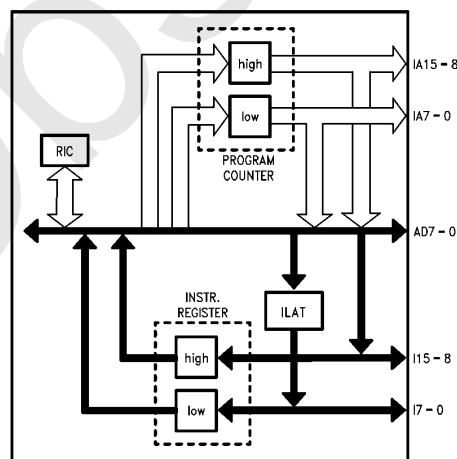 high
IA15-8
low
IA7-0
RIC
PROGRAM
COUNTER
AD7-0
INSTR.
REGISTER
ILAT
high
I15-8
low
I7-0